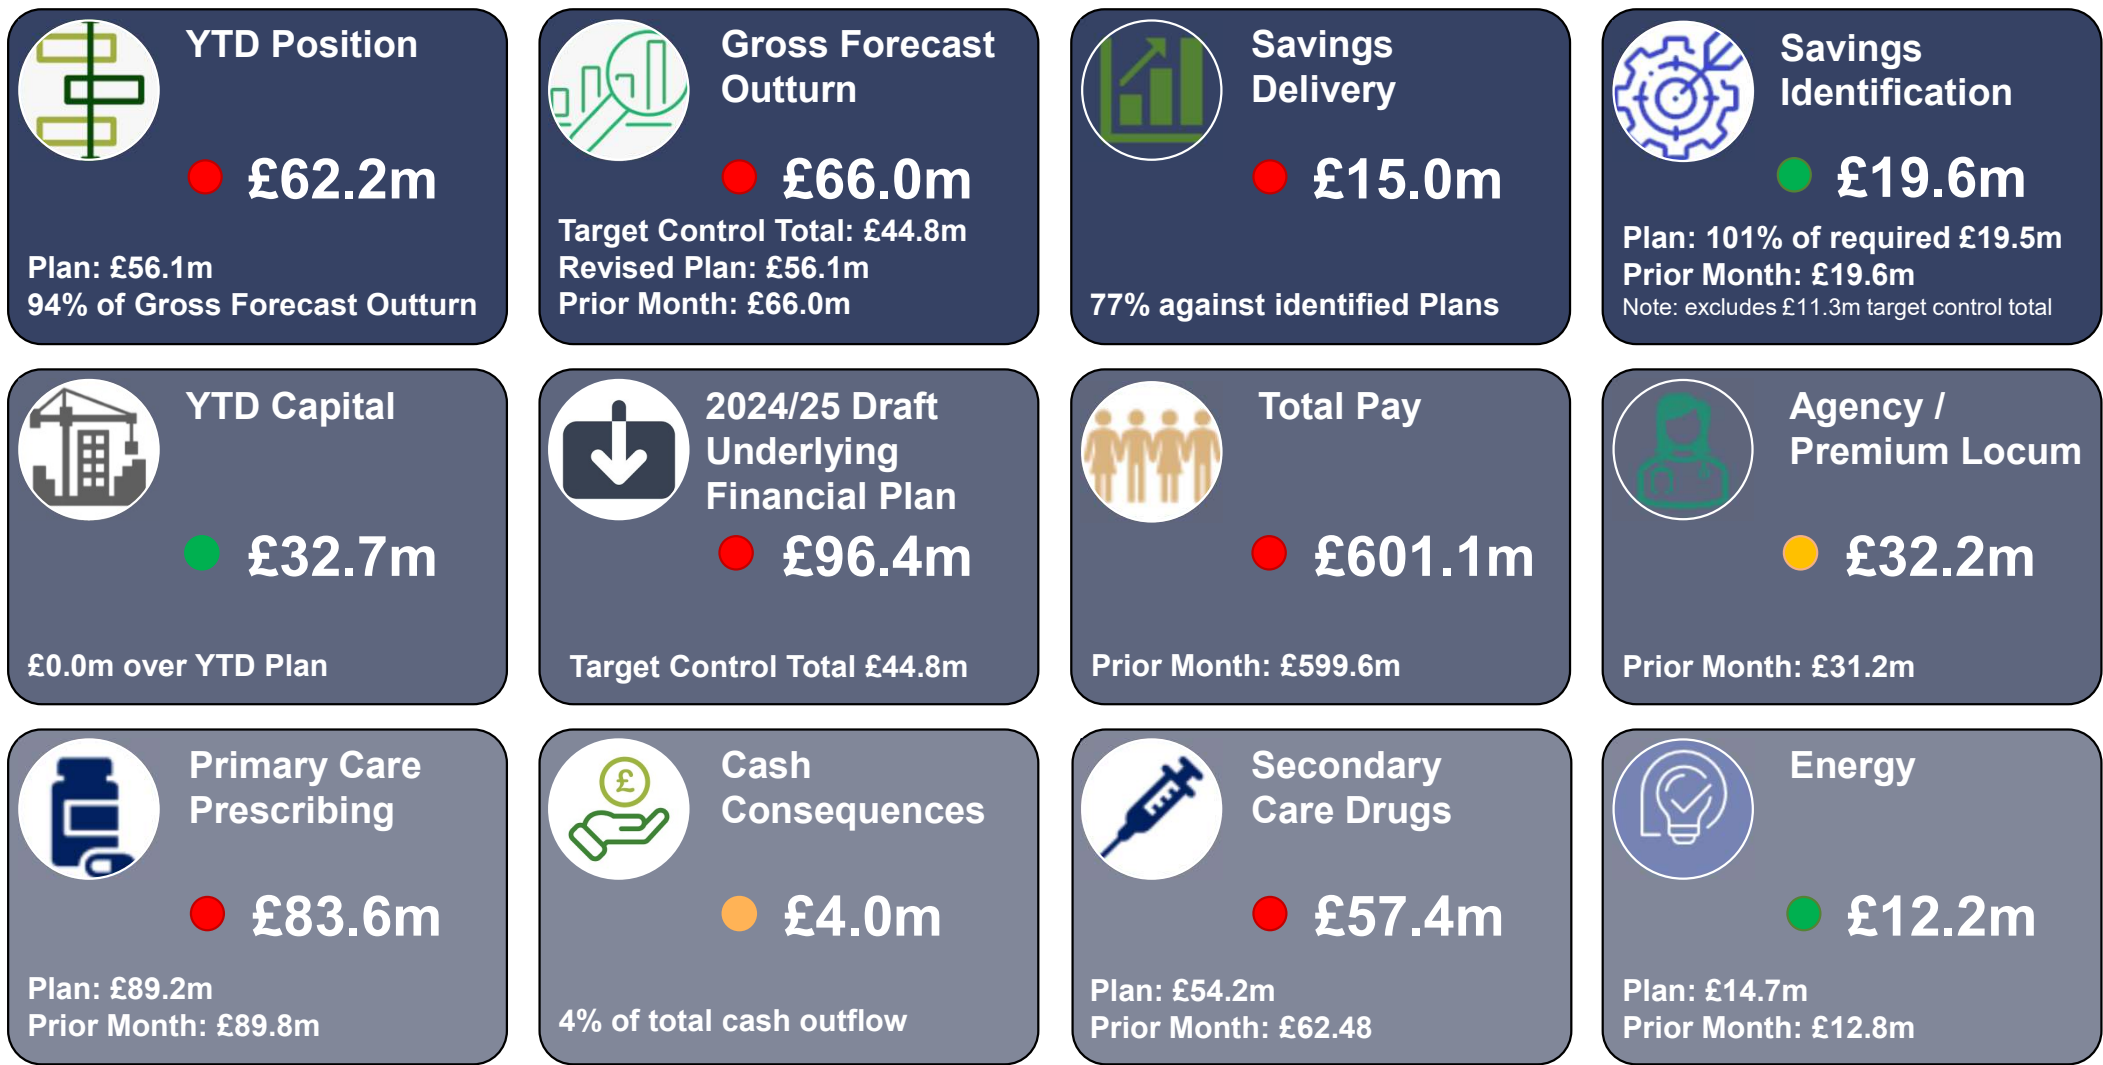 YTD Position
£62.2m
Plan: £56.1m
94% of Gross Forecast Outturn
Gross Forecast
Outturn
£66.0m
Target Control Total: £44.8m
Revised Plan: £56.1m
Prior Month: £66.0m
Savings
Delivery
£15.0m
77% against identified Plans
Savings
Identification
£19.6m
Plan: 101% of required £19.5m
Prior Month: £19.6m
Note: excludes £11.3m target control total
YTD Capital
£32.7m
£0.0m over YTD Plan
2024/25 Draft
Underlying
Financial Plan
£96.4m
Target Control Total £44.8m
Total Pay
£601.1m
Prior Month: £599.6m
Agency /
Premium Locum
£32.2m
Prior Month: £31.2m
Primary Care
Prescribing
£83.6m
Plan: £89.2m
Prior Month: £89.8m
£
Cash
Consequences
£4.0m
4% of total cash outflow
Secondary
Care Drugs
£57.4m
Plan: £54.2m
Prior Month: £62.48
Energy
£12.2m
Plan: £14.7m
Prior Month: £12.8m